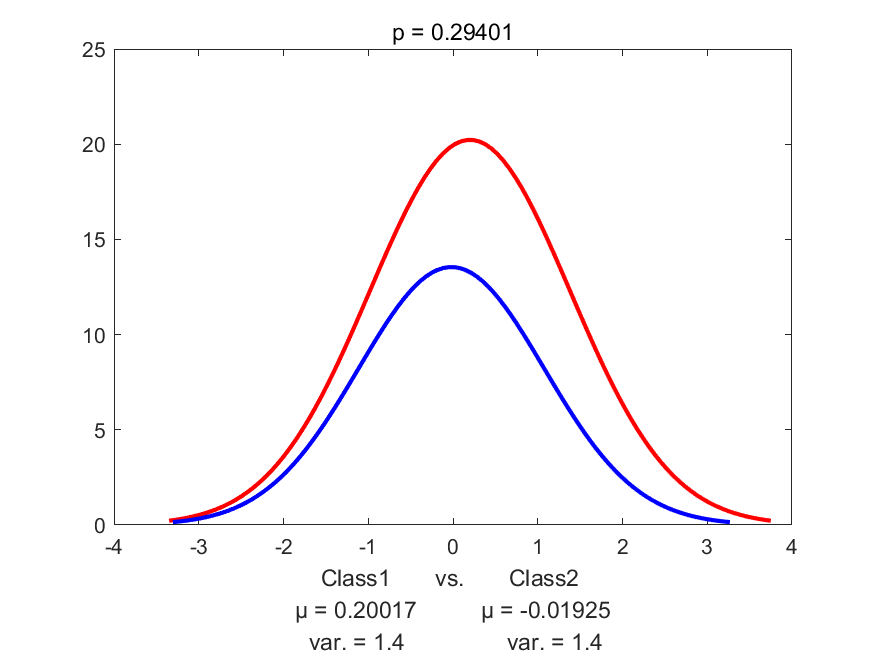 p = 0.29401
25
20
15
10
5
0
-4 -3 -2 -1 0 1 2 3 4
Class1 vs. Class2
μ = 0.20017 μ = -0.01925
var. = 1.4 var. = 1.4